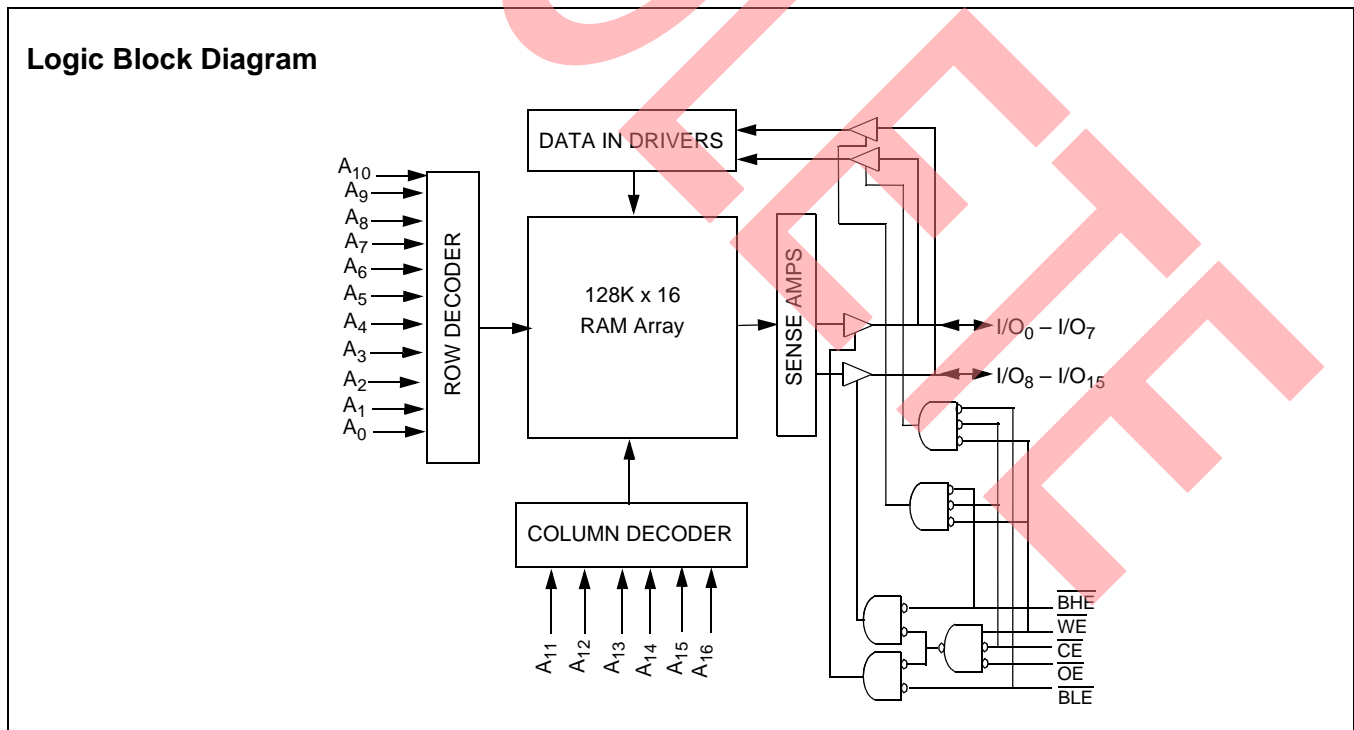 Logic Block Diagram
DATA IN DRIVERS
A10
A9
A8
A7
A6
A5
A4
A3
A2
A1
A0
ROW DECODER
128K x 16
RAM Array
SENSE AMPS
I/O0 – I/O7
I/O8 – I/O15
COLUMN DECODER
A11
A12
A13
A14
A15
A16
BHE
WE
CE
OE
BLE